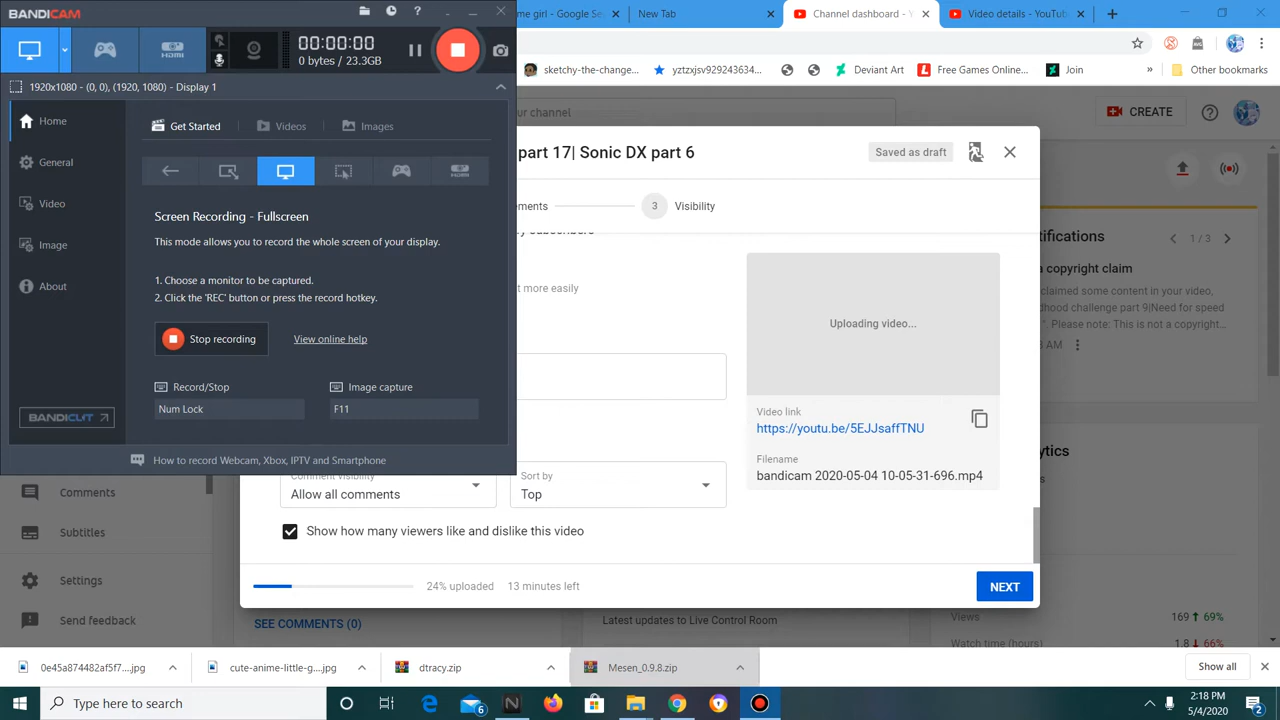 BANDICAM
me girl - Google Se
New Tab
Channel dashboard - Y
Video details - YouTub
00:00:00
0 bytes / 23.3GB
HDMI
sketchy-the-change...
yztzxjsv929243634...
Deviant Art
Free Games Online...
Join
»
Other bookmarks
1920x1080 - (0, 0), (1920, 1080) - Display 1
Home
General
Video
Image
About
BANDICUT
Get Started
Videos
Images
Screen Recording - Fullscreen
This mode allows you to record the whole screen of your display.
1. Choose a monitor to be captured.
2. Click the 'REC' button or press the record hotkey.
Stop recording
View online help
Record/Stop
Image capture
Num Lock
F11
How to record Webcam, Xbox, IPTV and Smartphone
our channel
CREATE
part 17| Sonic DX part 6
Saved as draft
ements
3
Visibility
t more easily
Uploading video...
Video link
https://youtu.be/5EJJsaffTNU
Filename
bandicam 2020-05-04 10-05-31-696.mp4
Comment visibility
Allow all comments
Sort by
Top
Show how many viewers like and dislike this video
24% uploaded
13 minutes left
NEXT
tifications
1 / 3
a copyright claim
claimed some content in your video,
dhood challenge part 9|Need for speed
". Please note: This is not a copyright...
AM
ytics
Views
169 69%
Watch time (hours)
1.8 66%
Comments
Subtitles
Settings
Send feedback
SEE COMMENTS (0)
Latest updates to Live Control Room
0e45a874482af5f7....jpg
cute-anime-little-g....jpg
dtracy.zip
Mesen_0.9.8.zip
Show all
Type here to search
6
2:18 PM
5/4/2020
2